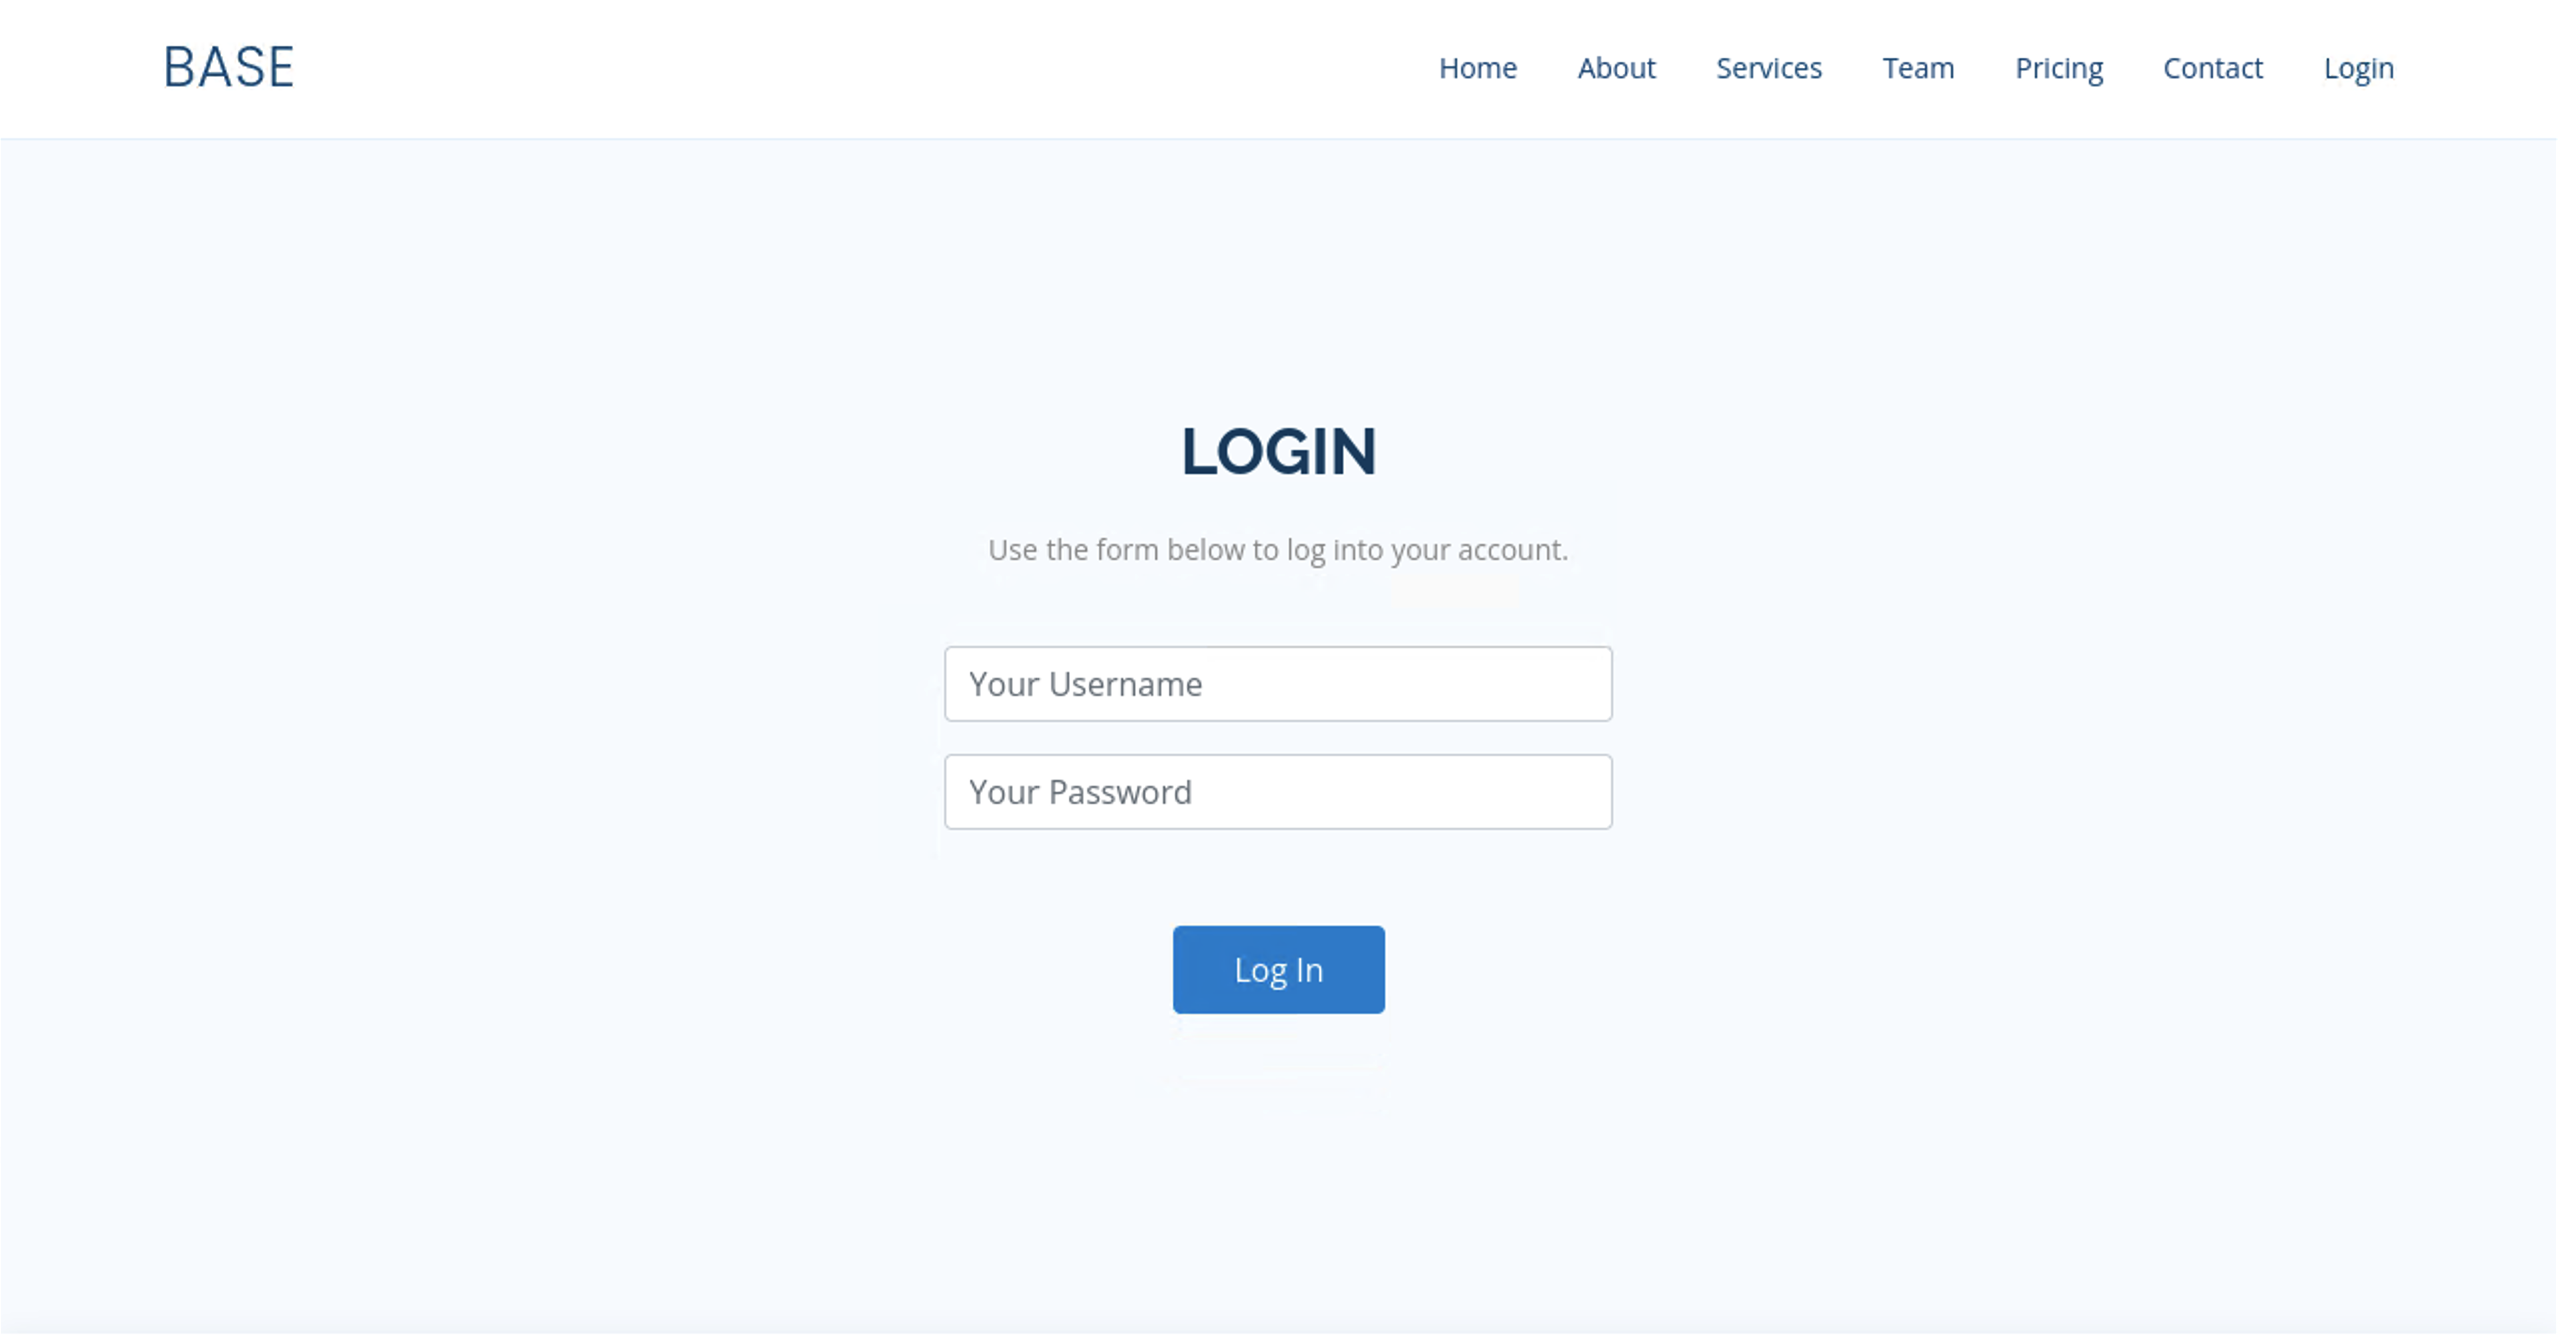 BASE
Home About Services Team Pricing Contact Login
LOGIN
Use the form below to log into your account.
Your Username
Your Password
Log In